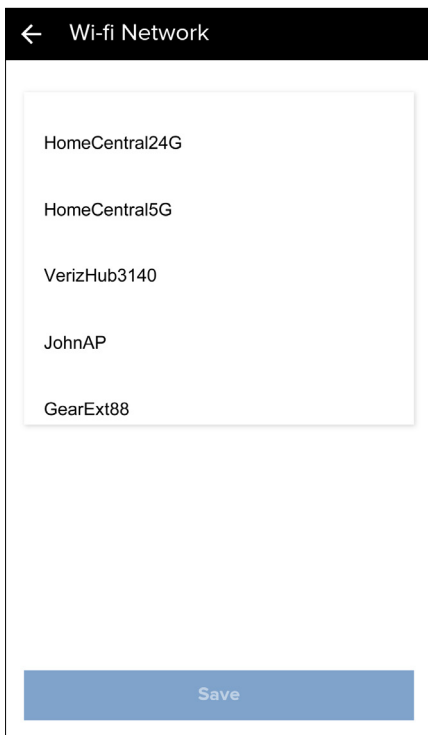 Wi-fi Network
HomeCentral24G
HomeCentral5G
VerizHub3140
JohnAP
GearExt88
Save